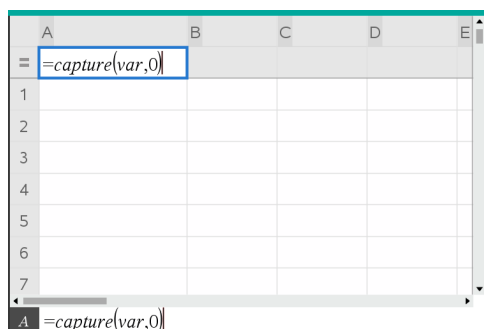 A B C D E
= =capture(var,0)
1
2
3
4
5
6
7
A =capture(var,0)